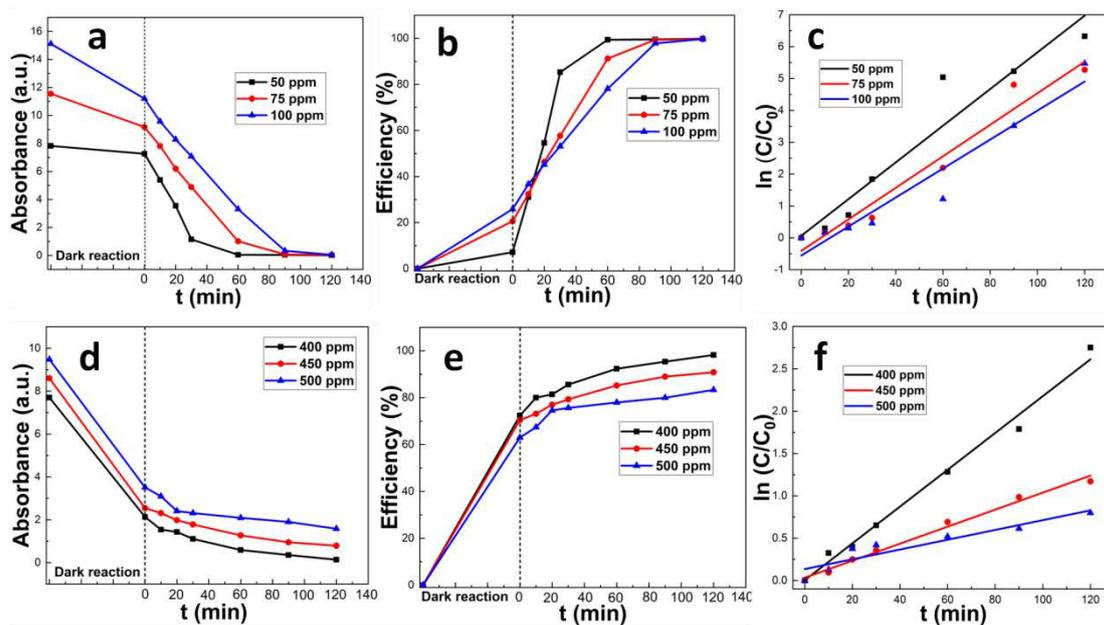 a
Absorbance (a.u.)
16
14
12
10
8
6
4
2
0
50 ppm
75 ppm
100 ppm
Dark reaction
0 20 40 60 80 100 120 140
t (min)
b
Efficiency (%)
100
80
60
40
20
0
50 ppm
75 ppm
100 ppm
Dark reaction
0 20 40 60 80 100 120 140
t (min)
c
ln (C/C0)
7
6
5
4
3
2
1
0
-1
50 ppm
75 ppm
100 ppm
0 20 40 60 80 100 120
t (min)
d
Absorbance (a.u.)
10
8
6
4
2
0
400 ppm
450 ppm
500 ppm
Dark reaction
0 20 40 60 80 100 120 140
t (min)
e
Efficiency (%)
100
80
60
40
20
0
400 ppm
450 ppm
500 ppm
Dark reaction
0 20 40 60 80 100 120 140
t (min)
f
ln (C/C0)
3.0
2.5
2.0
1.5
1.0
0.5
0.0
400 ppm
450 ppm
500 ppm
0 20 40 60 80 100 120
t (min)